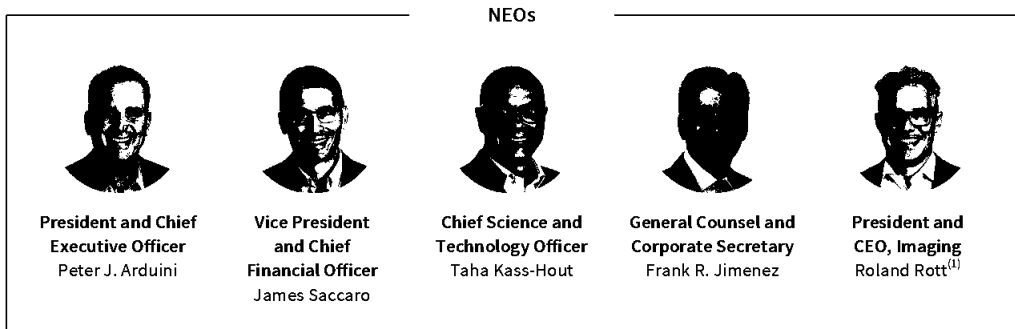 NEOs
President and Chief
Executive Officer
Peter J. Arduini
Vice President
and Chief
Financial Officer
James Saccaro
Chief Science and
Technology Officer
Taha Kass-Hout
General Counsel and
Corporate Secretary
Frank R. Jimenez
President and
CEO, Imaging
Roland Rott(1)